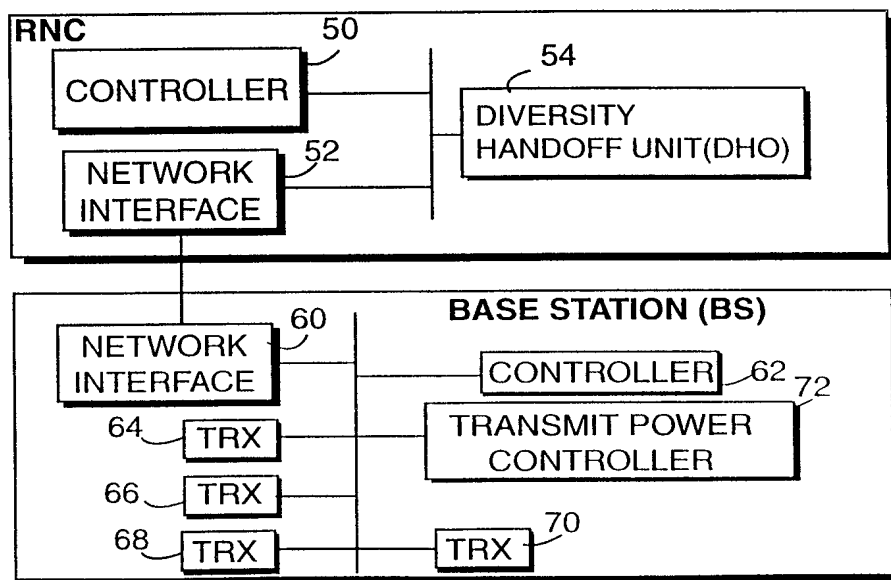 RNC
50
CONTROLLER
54
DIVERSITY
HANDOFF UNIT(DHO)
52
NETWORK
INTERFACE
BASE STATION (BS)
60
NETWORK
INTERFACE
CONTROLLER
62
72
TRANSMIT POWER
CONTROLLER
64
TRX
66
TRX
68
TRX
70
TRX